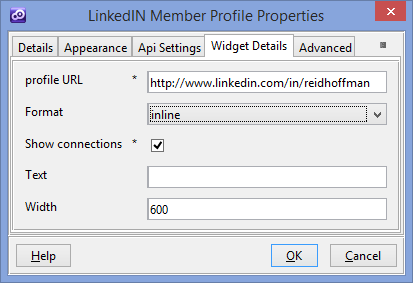 LinkedIN Member Profile Properties
Details Appearance Api Settings Widget Details Advanced
profile URL * http://www.linkedin.com/in/reidhoffman
Format inline
Show connections *
Text
Width 600
Help OK Cancel